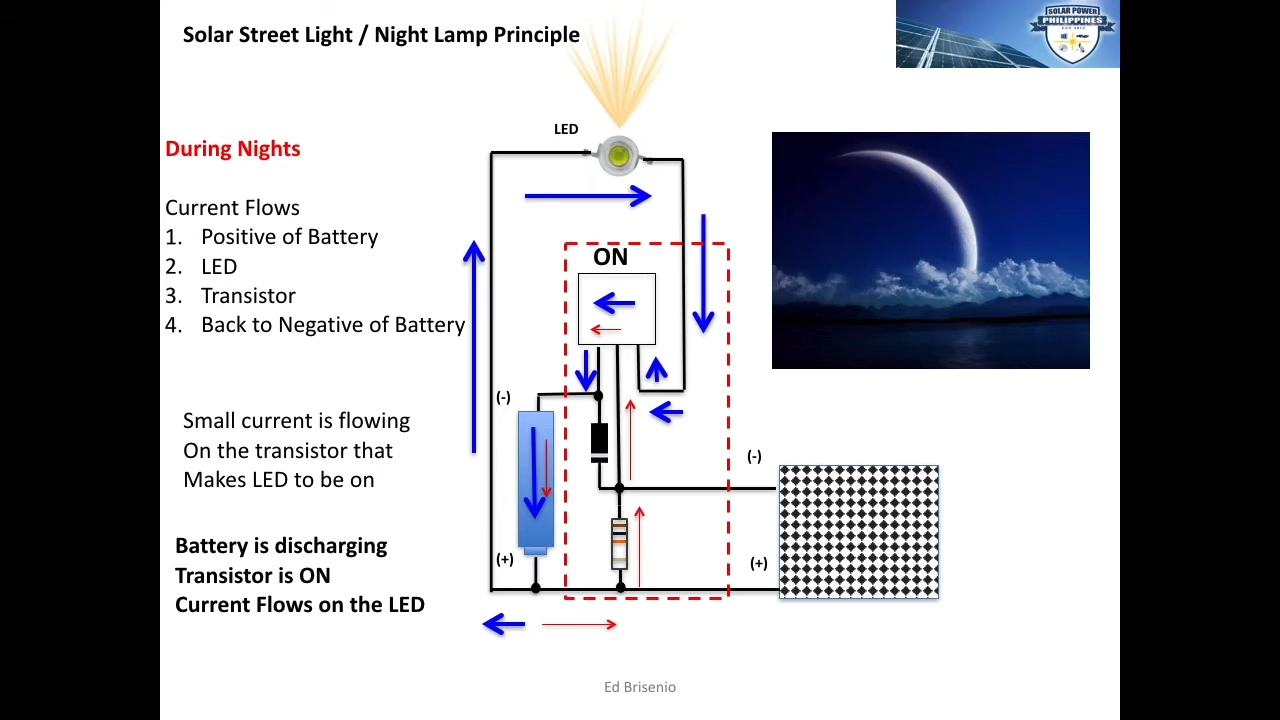 Solar Street Light / Night Lamp Principle
SOLAR POWER
PHILIPPINES
LED
During Nights
Current Flows
1. Positive of Battery
2. LED
3. Transistor
4. Back to Negative of Battery
ON
(-)
Small current is flowing
On the transistor that
Makes LED to be on
(-)
Battery is discharging
Transistor is ON
Current Flows on the LED
(+)
(+)
Ed Brisenio